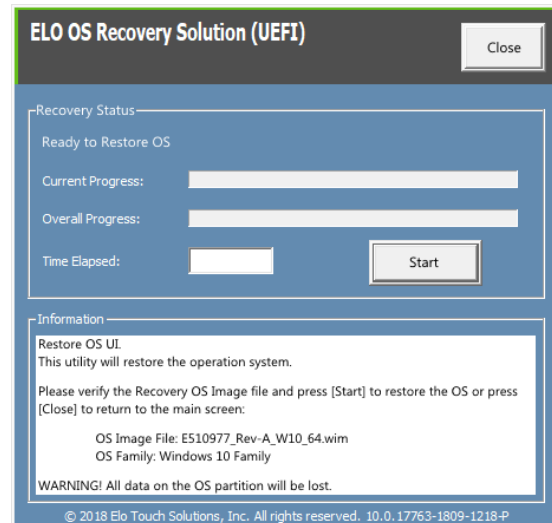 ELO OS Recovery Solution (UEFI)
Close
Recovery Status
Ready to Restore OS
Current Progress:
Overall Progress:
Time Elapsed:
Start
Information
Restore OS UI.
This utility will restore the operation system.
Please verify the Recovery OS Image file and press [Start] to restore the OS or press
[Close] to return to the main screen:
OS Image File: E510977_Rev-A_W10_64.wim
OS Family: Windows 10 Family
WARNING! All data on the OS partition will be lost.
© 2018 Elo Touch Solutions, Inc. All rights reserved. 10.0.17763-1809-1218-P